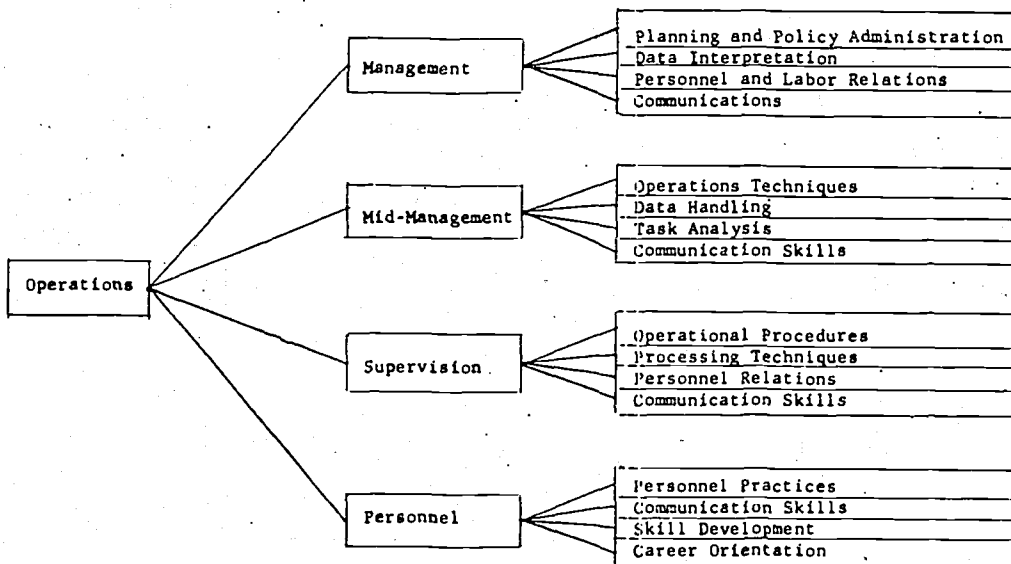 Operations
Management
Planning and Policy Administration
Data Interpretation
Personnel and Labor Relations
Communications
Mid-Management
Operations Techniques
Data Handling
Task Analysis
Communication Skills
Supervision
Operational Procedures
Processing Techniques
Personnel Relations
Communication Skills
Personnel
Personnel Practices
Communication Skills
Skill Development
Career Orientation